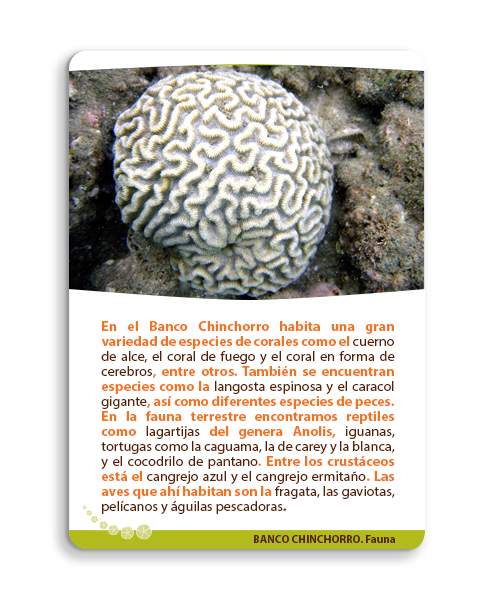 En el Banco Chinchorro habita una gran
variedad de especies de corales como el cuerno
de alce, el coral de fuego y el coral en forma de
cerebros, entre otros. También se encuentran
especies como la langosta espinosa y el caracol
gigante, así como diferentes especies de peces.
En la fauna terrestre encontramos reptiles
como lagartijas del genera Anolis, iguanas,
tortugas como la caguama, la de carey y la blanca,
y el cocodrilo de pantano. Entre los crustáceos
está el cangrejo azul y el cangrejo ermitaño. Las
aves que ahí habitan son la fragata, las gaviotas,
pelícanos y águilas pescadoras.
BANCO CHINCHORRO. Fauna